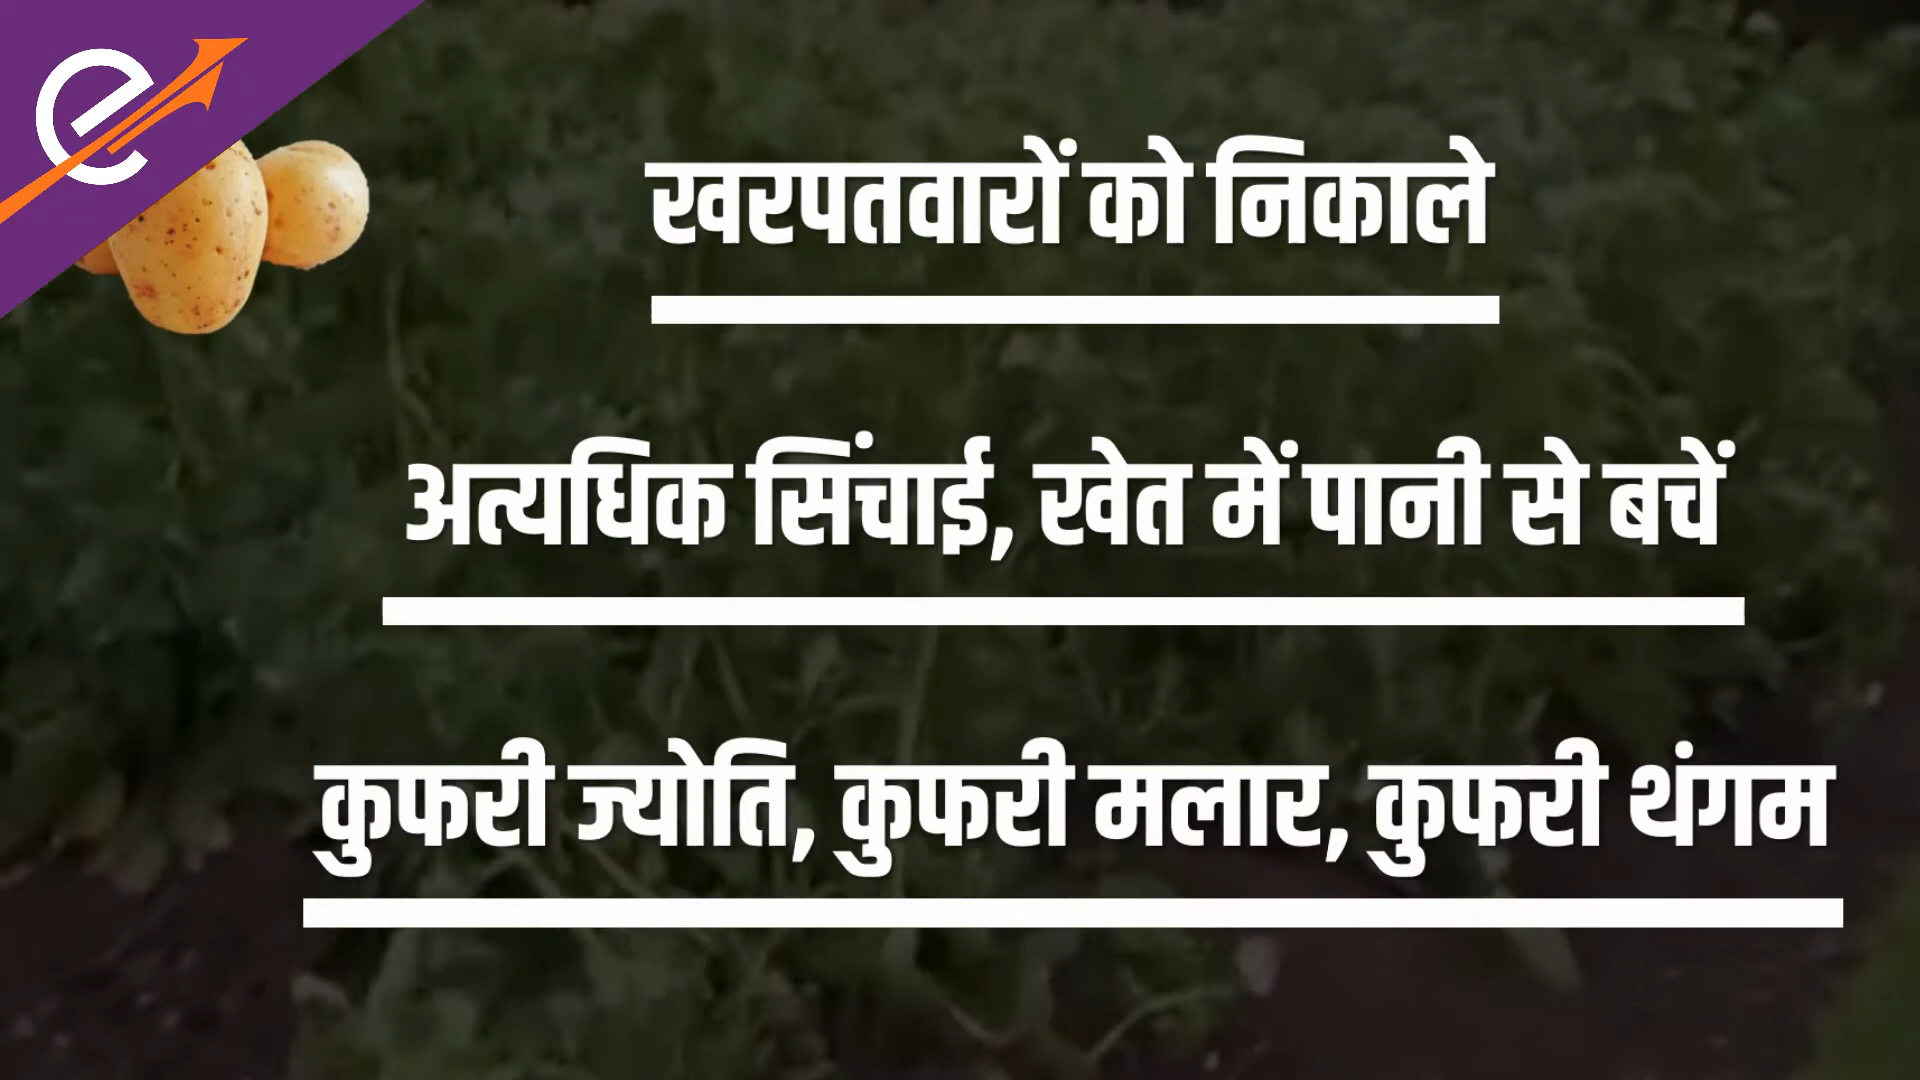 खरपतवारों को निकाले
अत्यधिक सिंचाई, खेत में पानी से बचें
कुफरी ज्योति, कुफरी मलार, कुफरी थंगम